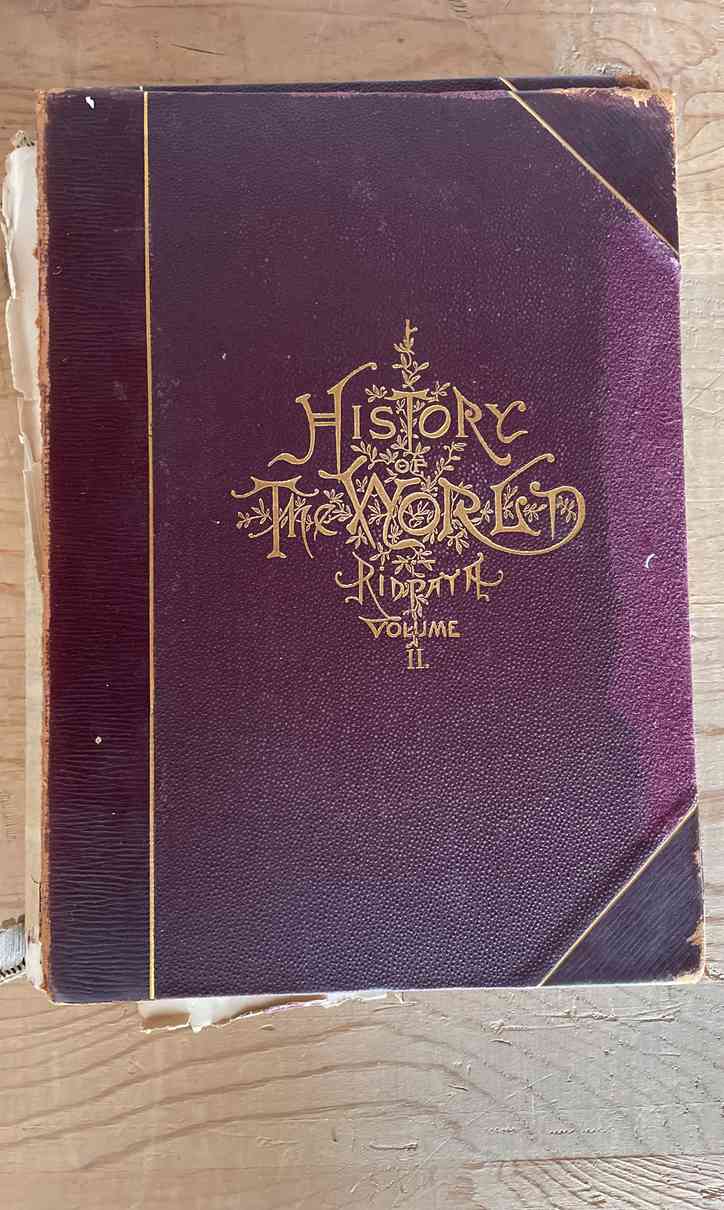 HISTORY
OF
THE WORLD
RIDPATH
VOLUME
II.